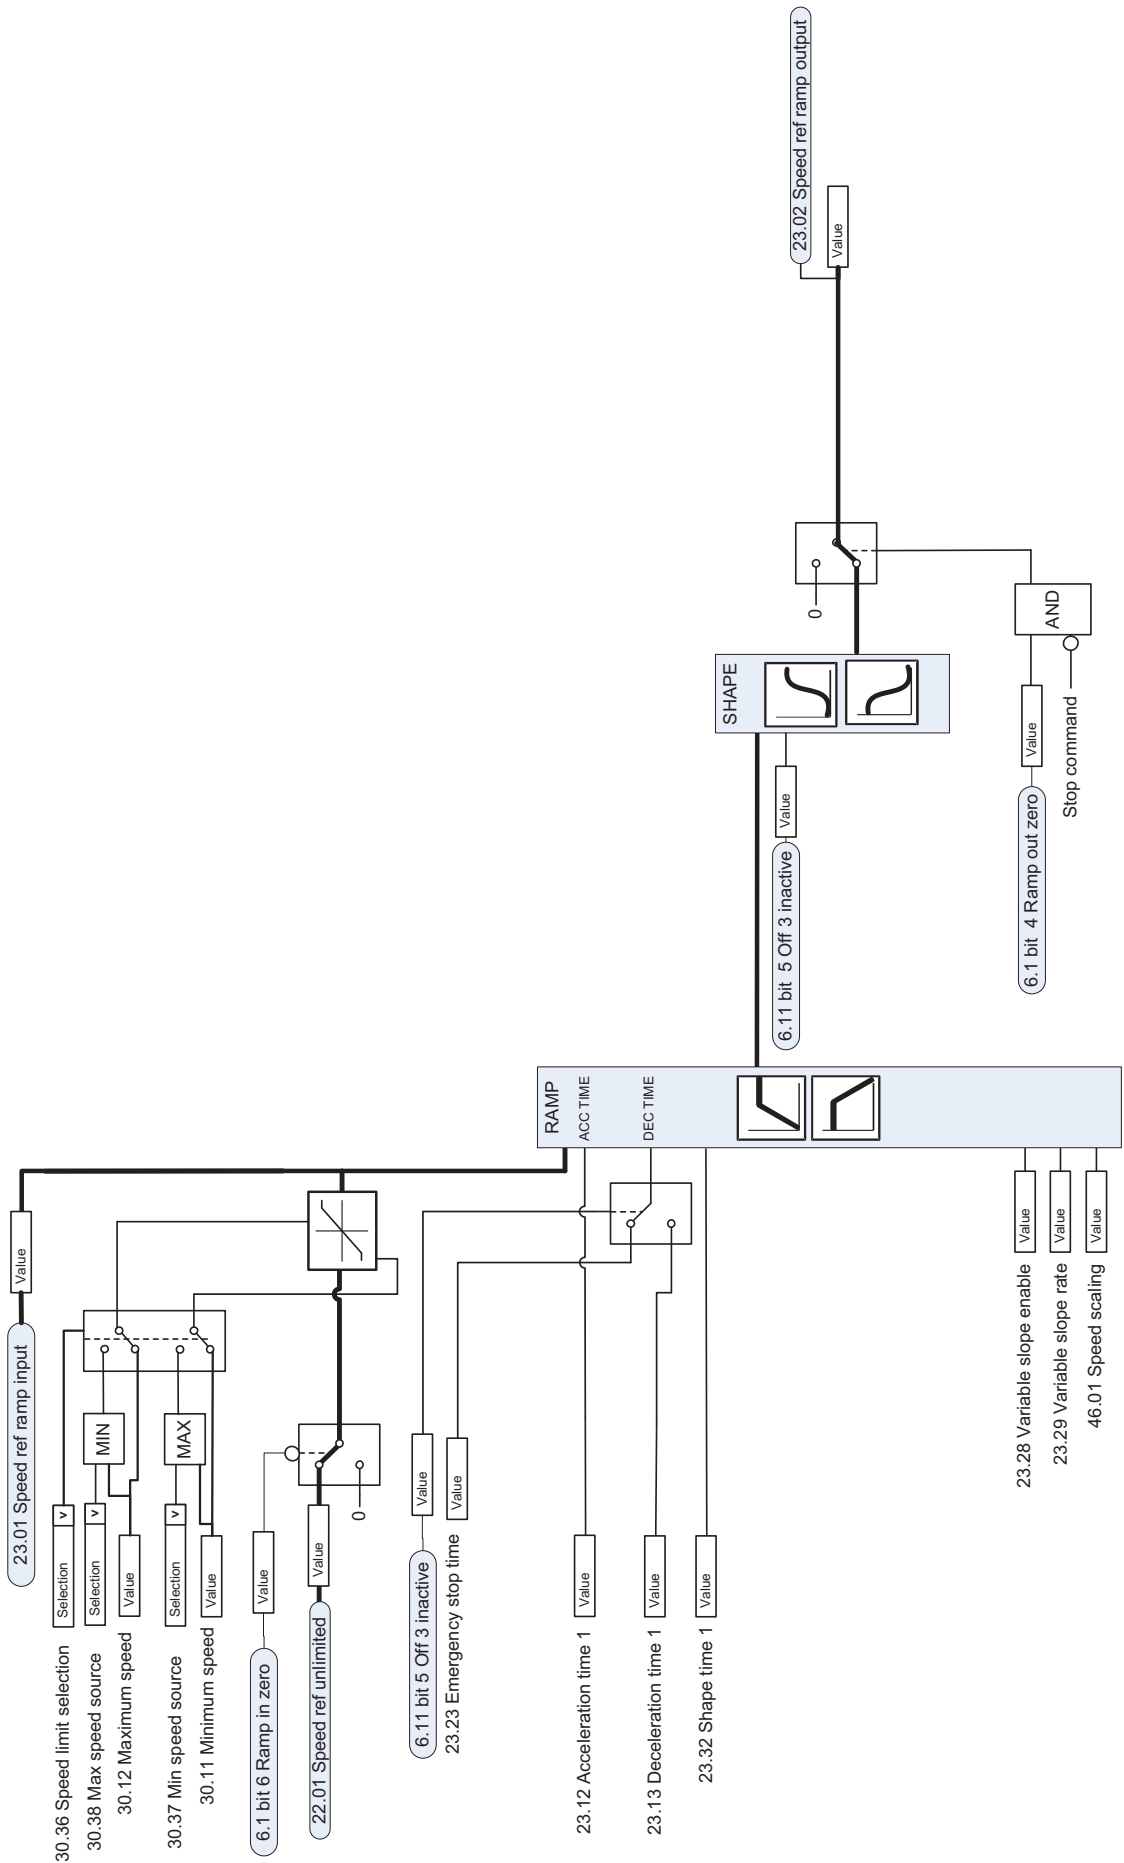 23.01 Speed ref ramp input
Value
30.36 Speed limit selection
Selection
v
30.38 Max speed source
Selection
v
MIN
30.12 Maximum speed
Value
30.37 Min speed source
Selection
v
MAX
30.11 Minimum speed
Value
6.1 bit 6 Ramp in zero
Value
22.01 Speed ref unlimited
Value
0
6.11 bit 5 Off 3 inactive
Value
23.23 Emergency stop time
Value
23.12 Acceleration time 1
Value
23.13 Deceleration time 1
Value
23.32 Shape time 1
Value
RAMP
ACC TIME
DEC TIME
23.28 Variable slope enable
Value
23.29 Variable slope rate
Value
46.01 Speed scaling
Value
SHAPE
6.11 bit 5 Off 3 inactive
Value
0
6.1 bit 4 Ramp out zero
Value
Stop command
AND
23.02 Speed ref ramp output
Value